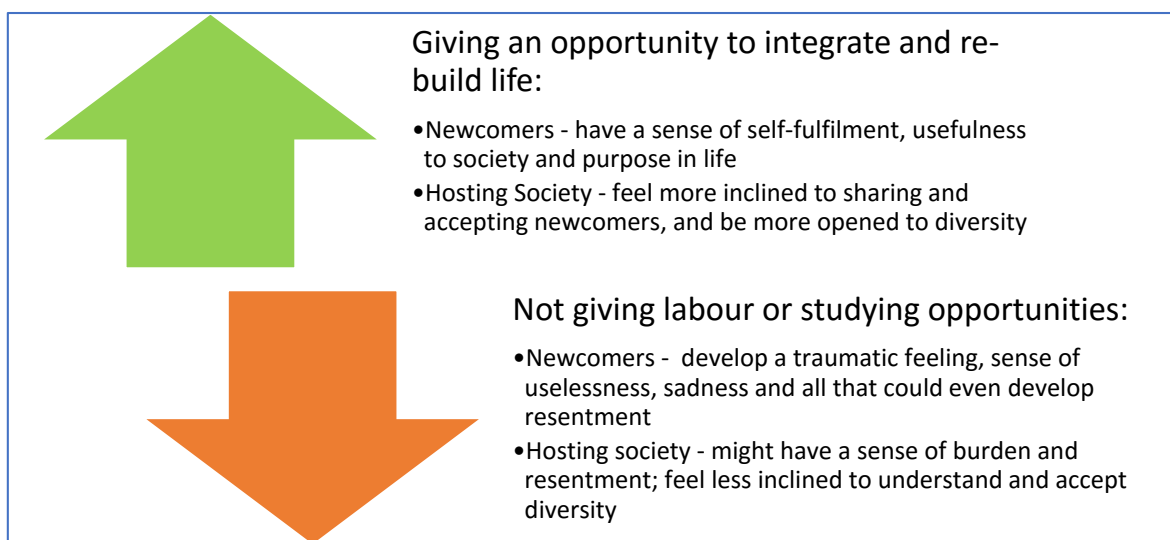 Giving an opportunity to integrate and re-
build life:
•Newcomers - have a sense of self-fulfilment, usefulness
to society and purpose in life
•Hosting Society - feel more inclined to sharing and
accepting newcomers, and be more opened to diversity
Not giving labour or studying opportunities:
•Newcomers - develop a traumatic feeling, sense of
uselessness, sadness and all that could even develop
resentment
•Hosting society - might have a sense of burden and
resentment; feel less inclined to understand and accept
diversity